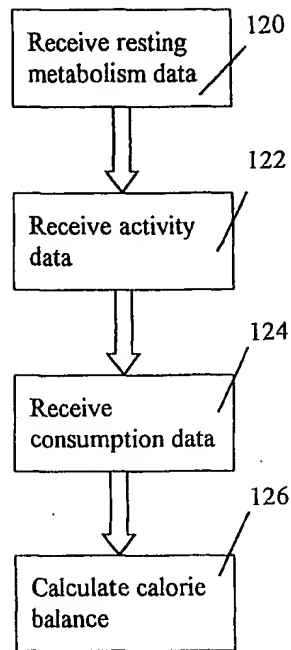 120
Receive resting
metabolism data
122
Receive activity
data
124
Receive
consumption data
126
Calculate calorie
balance